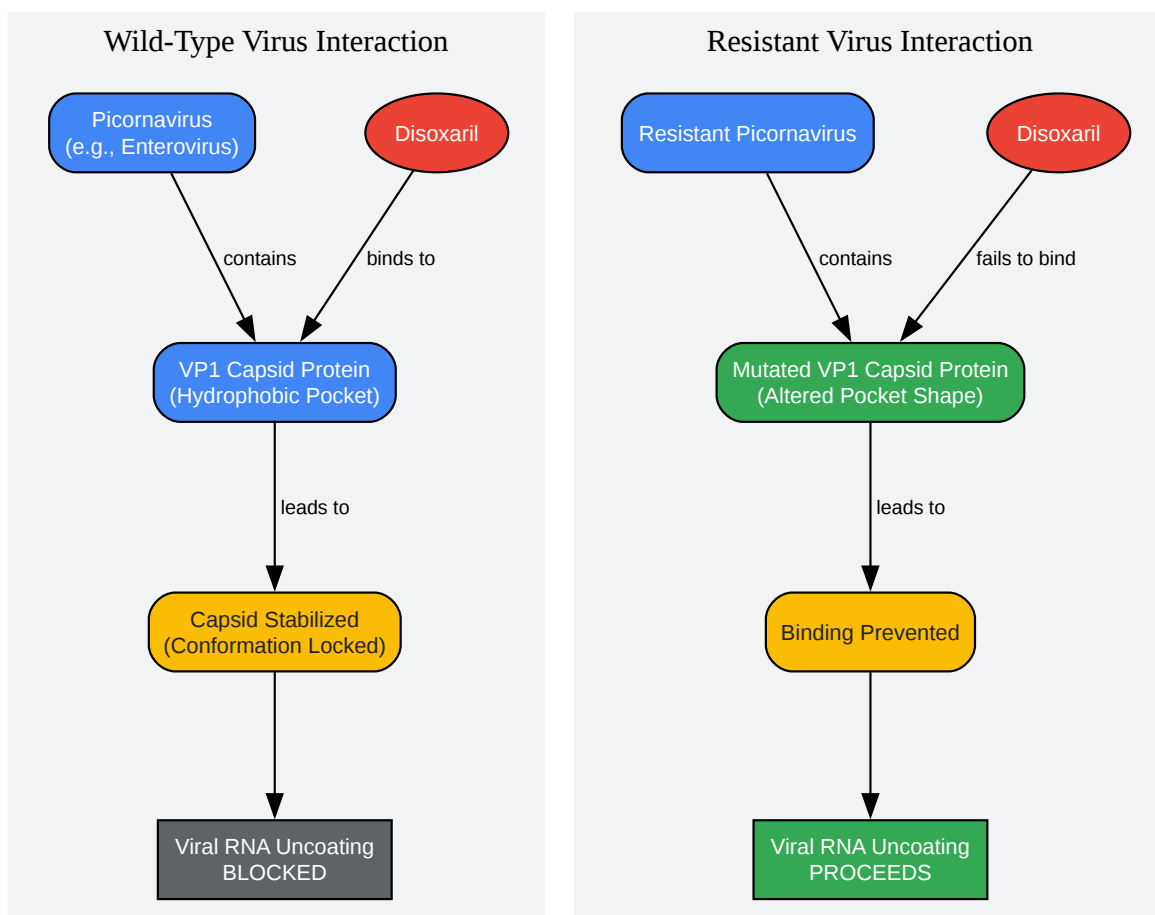 Wild-Type Virus Interaction
Picornavirus
(e.g., Enterovirus)
Disoxaril
contains
binds to
VP1 Capsid Protein
(Hydrophobic Pocket)
leads to
Capsid Stabilized
(Conformation Locked)
Viral RNA Uncoating
BLOCKED
Resistant Virus Interaction
Resistant Picornavirus
Disoxaril
contains
fails to bind
Mutated VP1 Capsid Protein
(Altered Pocket Shape)
leads to
Binding Prevented
Viral RNA Uncoating
PROCEEDS